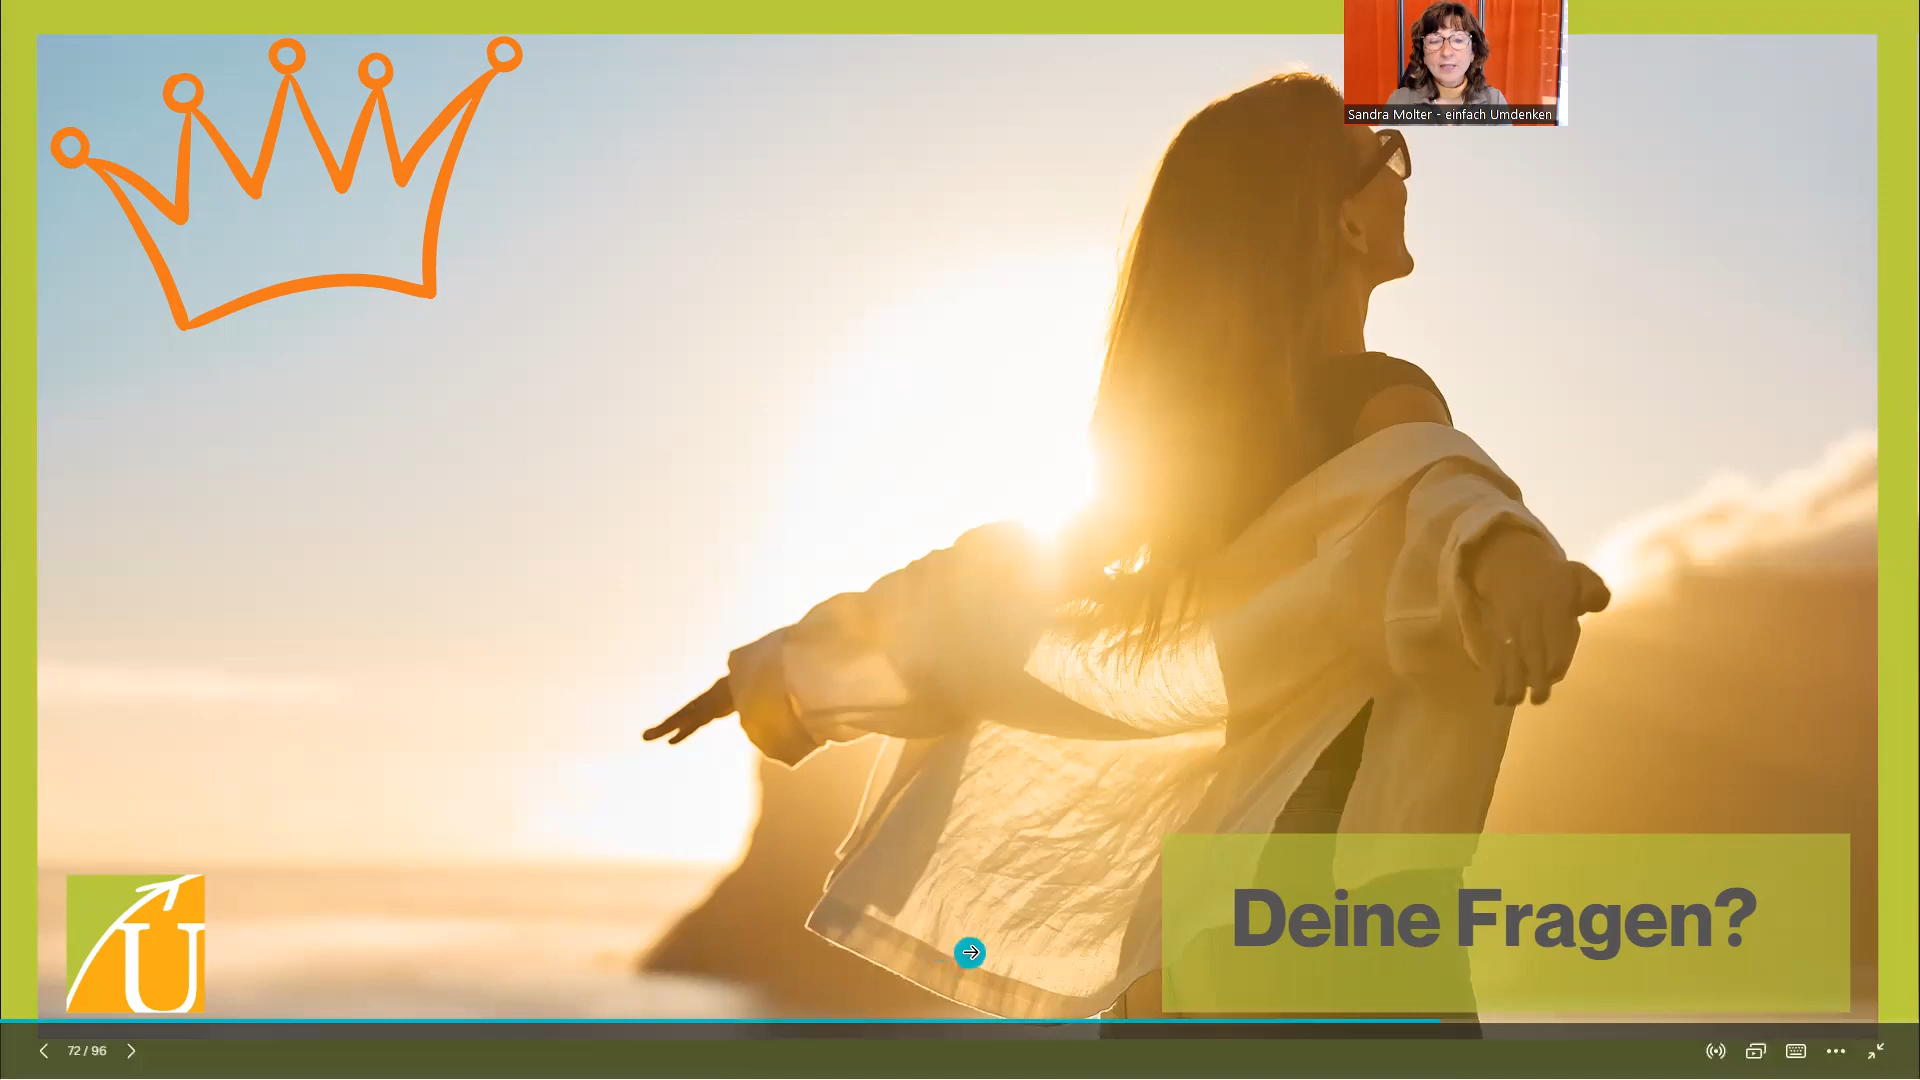 Sandra Molter - einfach Umdenken
U
Deine Fragen?
72 / 96